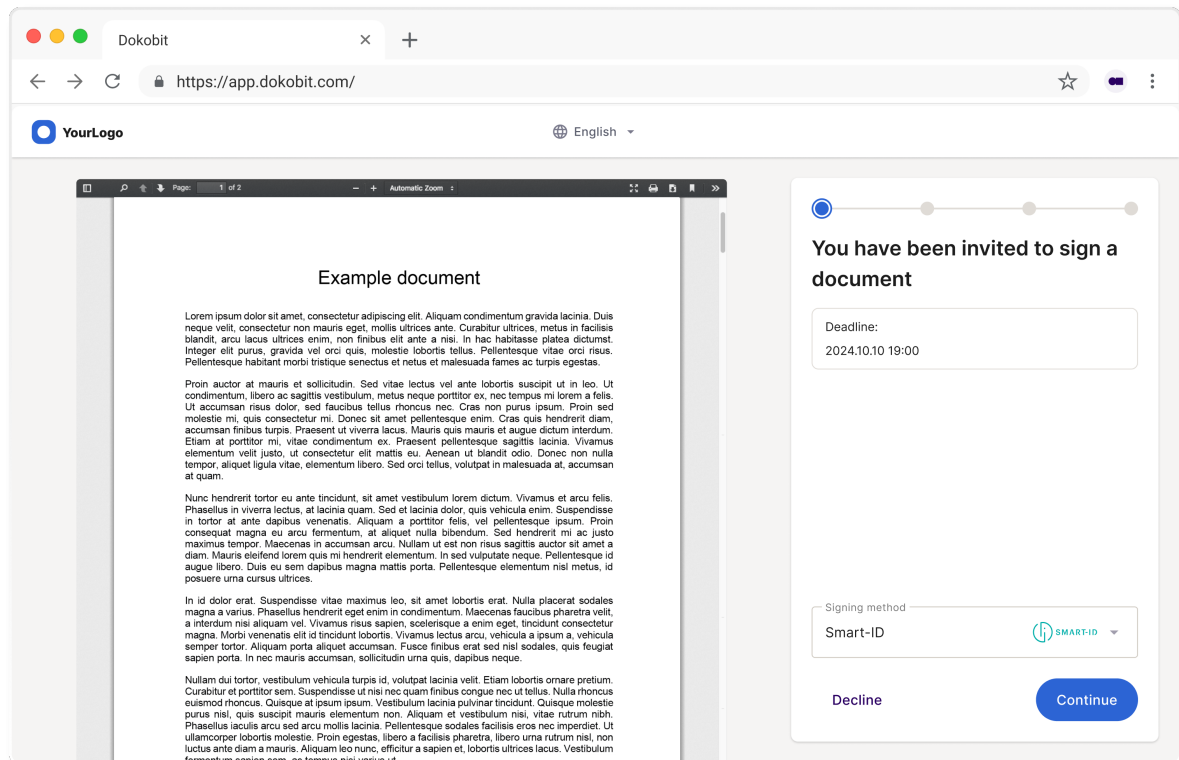 Dokobit
https://app.dokobit.com/
YourLogo
English
Page: 1 of 2
Automatic Zoom
Example document
Lorem ipsum dolor sit amet, consectetur adipiscing elit. Aliquam condimentum gravida lacinia. Duis
neque velit, consectetur non mauris eget, mollis ultrices ante. Curabitur ultrices, metus in facilisis
blandit, arcu lacus ultrices enim, non finibus elit ante a nisi. In hac habitasse platea dictumst.
Integer elit purus, gravida vel orci quis, molestie lobortis tellus. Pellentesque vitae orci risus.
Pellentesque habitant morbi tristique senectus et netus et malesuada fames ac turpis egestas.
Proin auctor at mauris et sollicitudin. Sed vitae lectus vel ante lobortis suscipit ut in leo. Ut
condimentum, libero ac sagittis vestibulum, metus neque porttitor ex, nec tempus mi lorem a felis.
Ut accumsan risus dolor, sed faucibus tellus rhoncus nec. Cras non purus ipsum. Proin sed
molestie mi, quis consectetur mi. Donec sit amet pellentesque enim. Cras quis hendrerit diam,
accumsan finibus turpis. Praesent ut viverra lacus. Mauris quis mauris et augue dictum interdum.
Etiam at porttitor mi, vitae condimentum ex. Praesent pellentesque sagittis lacinia. Vivamus
elementum velit justo, ut consectetur elit mattis eu. Aenean ut blandit odio. Donec non nulla
tempor, aliquet ligula vitae, elementum libero. Sed orci tellus, volutpat in malesuada at, accumsan
at quam.
Nunc hendrerit tortor eu ante tincidunt, sit amet vestibulum lorem dictum. Vivamus et arcu felis.
Phasellus in viverra lectus, at lacinia quam. Sed et lacinia dolor, quis vehicula enim. Suspendisse
in tortor at ante dapibus venenatis. Aliquam a porttitor felis, vel pellentesque ipsum. Proin
consequat magna eu arcu fermentum, at aliquet nulla bibendum. Sed hendrerit mi ac justo
maximus tempor. Maecenas in accumsan arcu. Nullam ut est non risus sagittis auctor sit amet a
diam. Mauris eleifend lorem quis mi hendrerit elementum. In sed vulputate neque. Pellentesque id
augue libero. Duis eu sem dapibus magna mattis porta. Pellentesque elementum nisl metus, id
posuere urna cursus ultrices.
In id dolor erat. Suspendisse vitae maximus leo, sit amet lobortis erat. Nulla placerat sodales
magna a varius. Phasellus hendrerit eget enim in condimentum. Maecenas faucibus pharetra velit,
a interdum nisi aliquam vel. Vivamus risus sapien, scelerisque a enim eget, tincidunt consectetur
magna. Morbi venenatis elit id tincidunt lobortis. Vivamus lectus arcu, vehicula a ipsum a, vehicula
semper tortor. Aliquam porta aliquet accumsan. Fusce finibus erat sed nisl sodales, quis feugiat
sapien porta. In nec mauris accumsan, sollicitudin urna quis, dapibus neque.
Nullam dui tortor, vestibulum vehicula turpis id, volutpat lacinia velit. Etiam lobortis ornare pretium.
Curabitur et porttitor sem. Suspendisse ut nisi nec quam finibus congue nec ut tellus. Nulla rhoncus
euismod rhoncus. Quisque at ipsum ipsum. Vestibulum lacinia pulvinar tincidunt. Quisque molestie
purus nisl, quis suscipit mauris elementum non. Aliquam et vestibulum nisi, vitae rutrum nibh.
Phasellus iaculis arcu sed arcu mollis lacinia. Pellentesque sodales facilisis eros nec imperdiet. Ut
ullamcorper lobortis molestie. Proin egestas, libero a facilisis pharetra, libero urna rutrum nisl, non
luctus ante diam a mauris. Aliquam leo nunc, efficitur a sapien et, lobortis ultrices lacus. Vestibulum
fermentum sapien sem, ac tempus nisi varius ut.
You have been invited to sign a
document
Deadline:
2024.10.10 19:00
Signing method
Smart-ID
SMART-ID
Decline
Continue